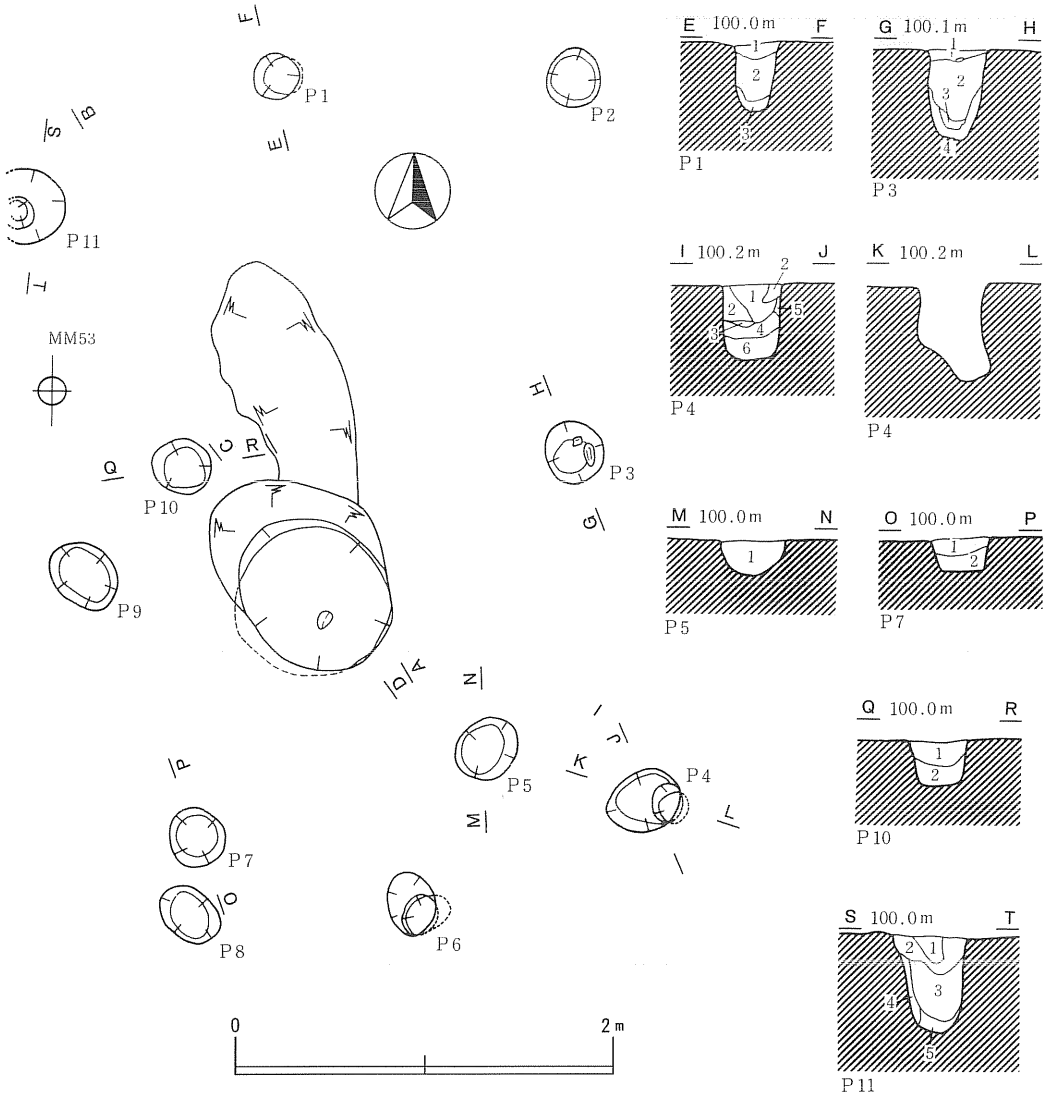 F
P1
E
P2
S
B
P11
T
MM53
H
P3
G
C
R
Q
P10
P9
D
A
N
P5
M
I
J
K
P4
L
P
P7
O
P8
P6
0
2m
E 100.0m F
1
2
3
P1
G 100.1m H
1
2
3
4
P3
I 100.2m J
2
1
2
5
3
4
6
P4
K 100.2m L
P4
M 100.0m N
1
P5
O 100.0m P
1
2
P7
Q 100.0m R
1
2
P10
S 100.0m T
2
1
3
4
5
P11